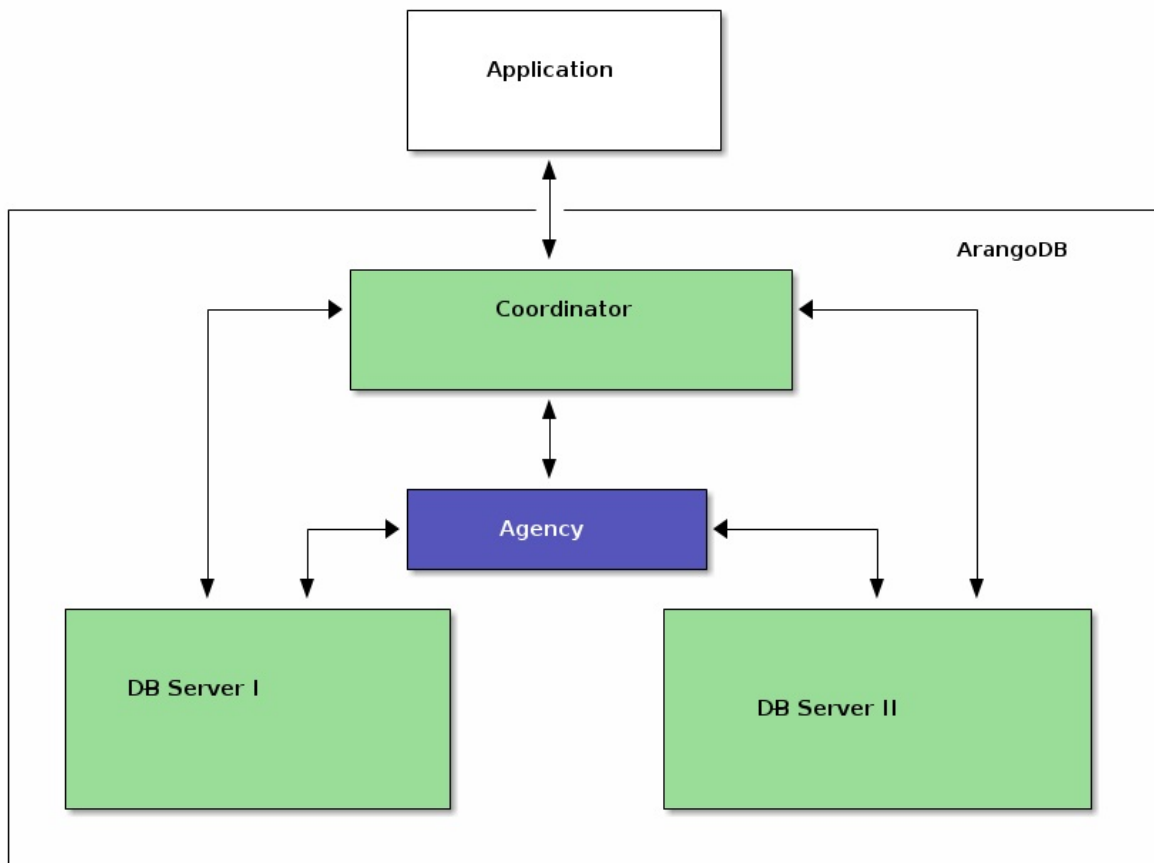 Application
ArangoDB
Coordinator
Agency
DB Server I
DB Server II